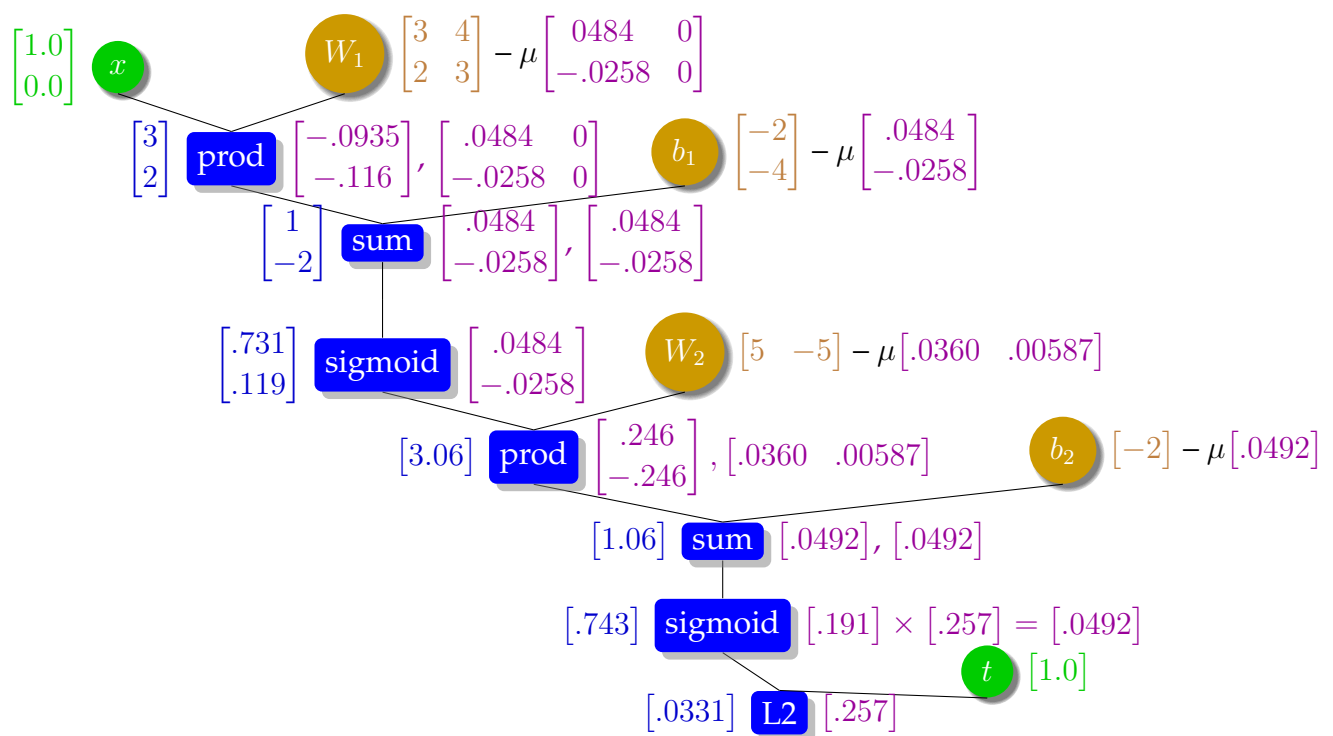 [1.0 0.0] x W₁ [3 4 2 3] − μ [0484 0 −.0258 0]
[3 2] prod [−.0935 −.116], [.0484 0 −.0258 0] b₁ [−2 −4] − μ [.0484 −.0258]
[1 −2] sum [.0484 −.0258], [.0484 −.0258]
[.731 .119] sigmoid [.0484 −.0258] W₂ [5 −5] − μ [.0360 .00587]
[3.06] prod [.246 −.246], [.0360 .00587] b₂ [−2] − μ [.0492]
[1.06] sum [.0492], [.0492]
[.743] sigmoid [.191] × [.257] = [.0492]
t [1.0]
[.0331] L2 [.257]